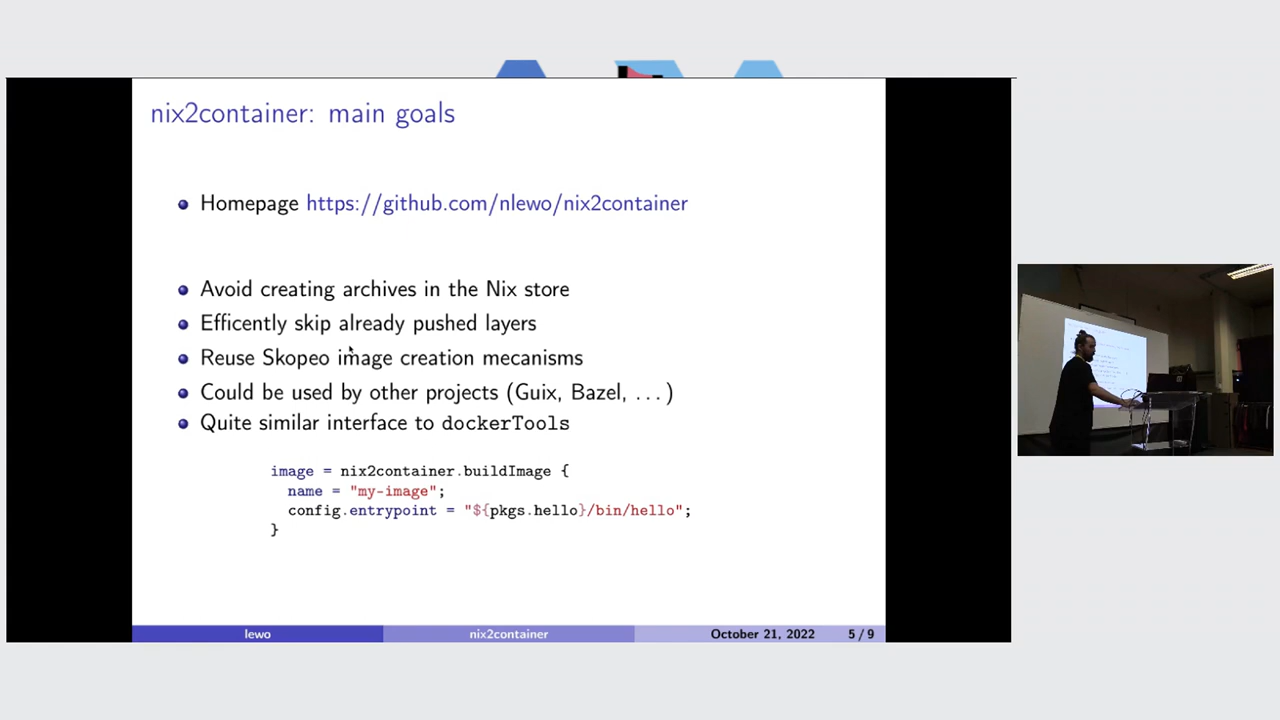 nix2container: main goals
Homepage https://github.com/nlewo/nix2container
Avoid creating archives in the Nix store
Efficently skip already pushed layers
Reuse Skopeo image creation mecanisms
Could be used by other projects (Guix, Bazel, ...)
Quite similar interface to dockerTools
image = nix2container.buildImage {
name = "my-image";
config.entrypoint = "${pkgs.hello}/bin/hello";
}
lewo nix2container October 21, 2022 5 / 9